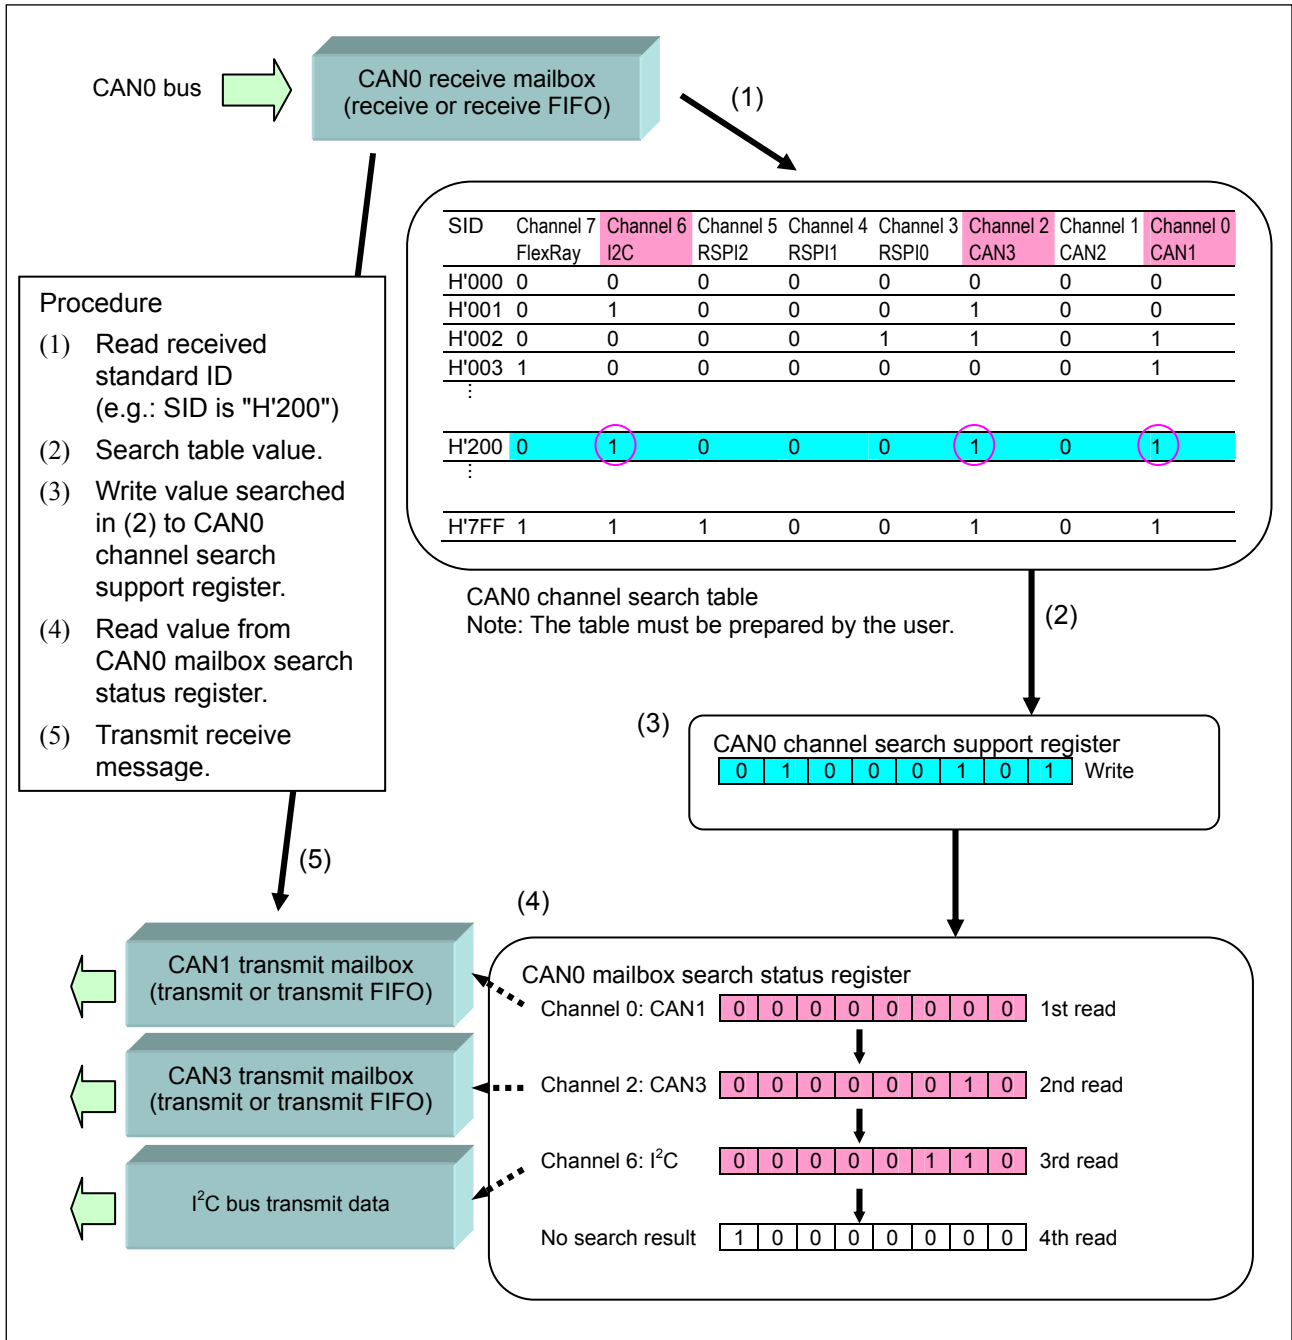 CAN0 bus
CAN0 receive mailbox
(receive or receive FIFO)
(1)
SID Channel 7 Channel 6 Channel 5 Channel 4 Channel 3 Channel 2 Channel 1 Channel 0
FlexRay I2C RSPI2 RSPI1 RSPI0 CAN3 CAN2 CAN1
H'000 0 0 0 0 0 0 0 0
H'001 0 1 0 0 0 1 0 0
H'002 0 0 0 0 1 1 0 1
H'003 1 0 0 0 0 0 0 1
⋮
H'200 0 1 0 0 0 1 0 1
⋮
H'7FF 1 1 1 0 0 1 0 1
CAN0 channel search table
Note: The table must be prepared by the user.
Procedure
(1) Read received
standard ID
(e.g.: SID is "H'200")
(2) Search table value.
(3) Write value searched
in (2) to CAN0
channel search
support register.
(4) Read value from
CAN0 mailbox search
status register.
(5) Transmit receive
message.
(2)
(3)
CAN0 channel search support register
0 1 0 0 0 1 0 1 Write
(5)
(4)
CAN1 transmit mailbox
(transmit or transmit FIFO)
CAN3 transmit mailbox
(transmit or transmit FIFO)
I²C bus transmit data
CAN0 mailbox search status register
Channel 0: CAN1 0 0 0 0 0 0 0 0 1st read
Channel 2: CAN3 0 0 0 0 0 0 1 0 2nd read
Channel 6: I²C 0 0 0 0 0 1 1 0 3rd read
No search result 1 0 0 0 0 0 0 0 4th read